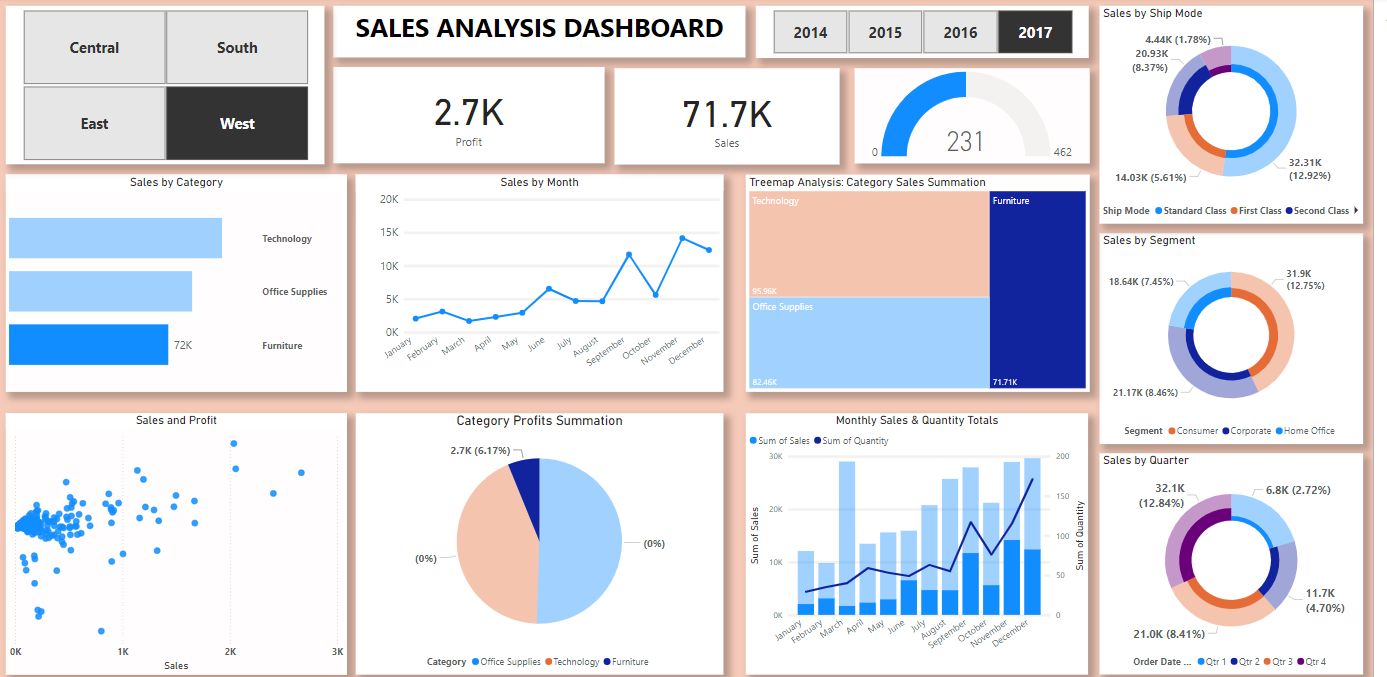 Central
South
East
West
SALES ANALYSIS DASHBOARD
2014
2015
2016
2017
2.7K
Profit
71.7K
Sales
231
0
462
Sales by Ship Mode
4.44K (1.78%)
20.93K
(8.37%)
32.31K
(12.92%)
14.03K (5.61%)
Ship Mode Standard Class First Class Second Class
Sales by Category
Technology
Office Supplies
72K
Furniture
Sales by Month
20K
15K
10K
5K
0K
January
February
March
April
May
June
July
August
September
October
November
December
Treemap Analysis: Category Sales Summation
Technology
95.96K
Office Supplies
82.46K
Furniture
71.71K
Sales by Segment
18.64K (7.45%)
31.9K
(12.75%)
21.17K (8.46%)
Segment Consumer Corporate Home Office
Sales and Profit
0K
1K
2K
3K
Sales
Category Profits Summation
2.7K (6.17%)
(0%)
(0%)
Category Office Supplies Technology Furniture
Monthly Sales & Quantity Totals
Sum of Sales Sum of Quantity
Sum of Sales
30K
20K
10K
0K
200
150
100
50
0
Sum of Quantity
January
February
March
April
May
June
July
August
September
October
November
December
Sales by Quarter
32.1K
(12.84%)
6.8K (2.72%)
11.7K
(4.70%)
21.0K (8.41%)
Order Date ... Qtr 1 Qtr 2 Qtr 3 Qtr 4